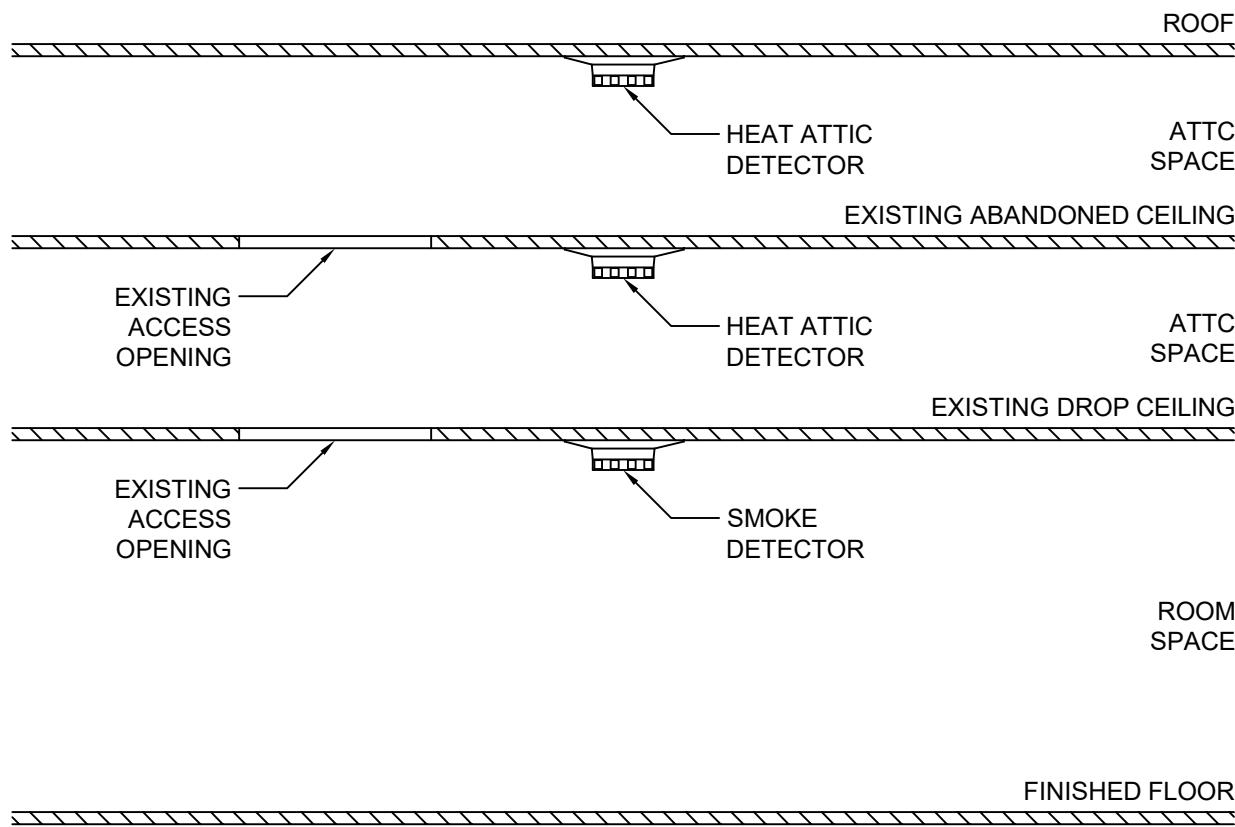 ROOF
HEAT ATTIC
DETECTOR
ATTC
SPACE
EXISTING ABANDONED CEILING
EXISTING
ACCESS
OPENING
HEAT ATTIC
DETECTOR
ATTC
SPACE
EXISTING DROP CEILING
EXISTING
ACCESS
OPENING
SMOKE
DETECTOR
ROOM
SPACE
FINISHED FLOOR